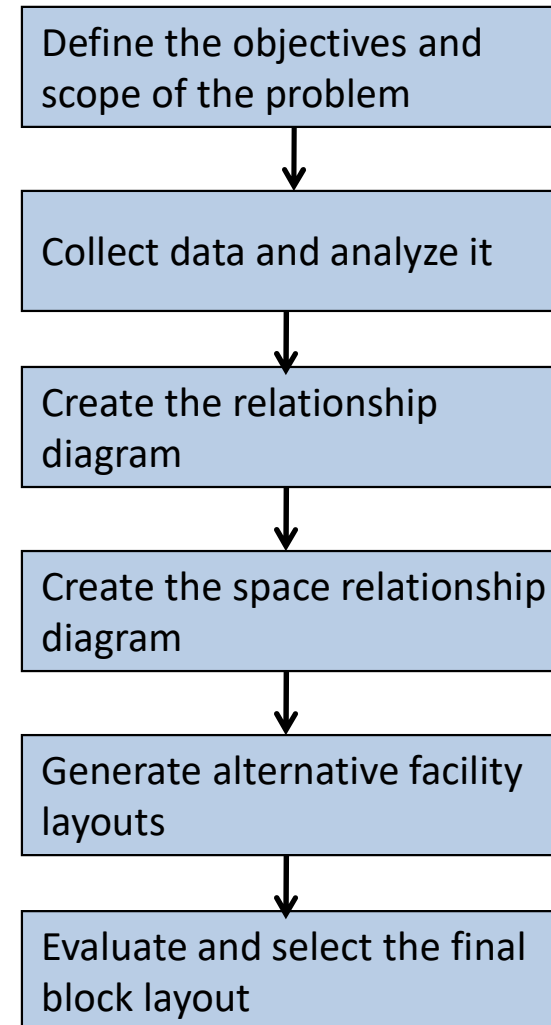 Define the objectives and
scope of the problem
Collect data and analyze it
Create the relationship
diagram
Create the space relationship
diagram
Generate alternative facility
layouts
Evaluate and select the final
block layout